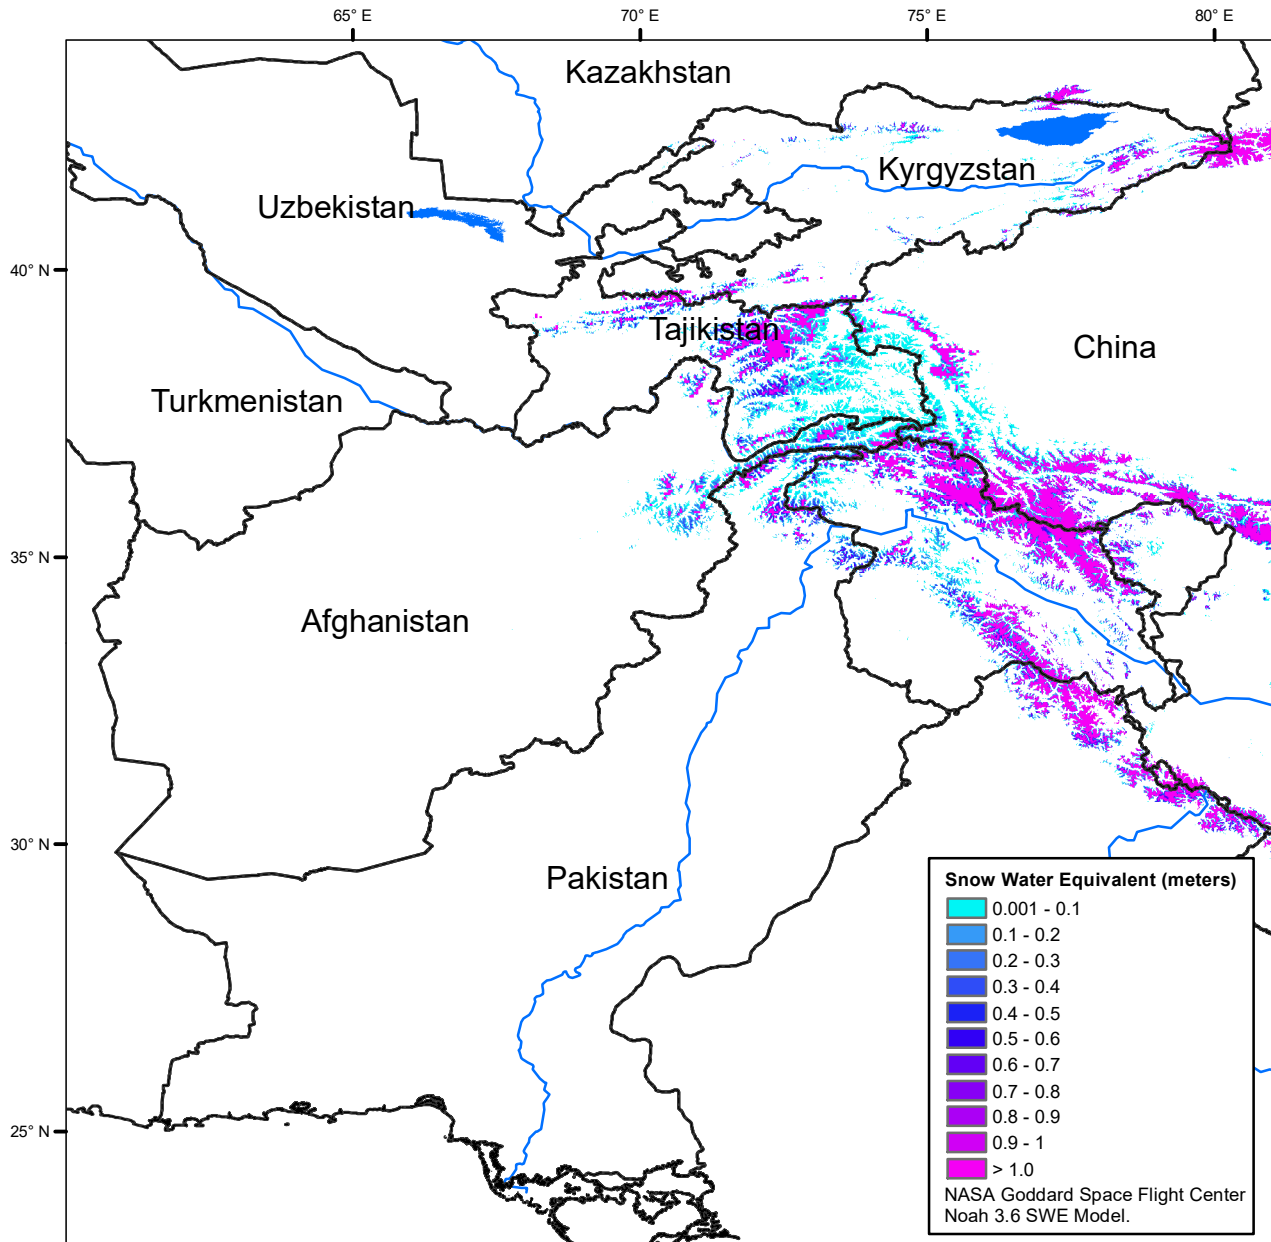 65° E
70° E
75° E
80° E
Kazakhstan
Kyrgyzstan
Uzbekistan
40° N
Tajikistan
China
Turkmenistan
35° N
Afghanistan
30° N
Pakistan
25° N
Snow Water Equivalent (meters)
0.001 - 0.1
0.1 - 0.2
0.2 - 0.3
0.3 - 0.4
0.4 - 0.5
0.5 - 0.6
0.6 - 0.7
0.7 - 0.8
0.8 - 0.9
0.9 - 1
> 1.0
NASA Goddard Space Flight Center
Noah 3.6 SWE Model.